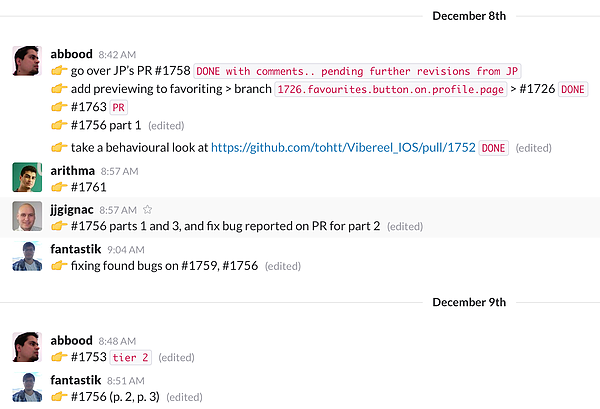 December 8th
abbood 8:42 AM
👉 go over JP's PR #1758 DONE with comments.. pending further revisions from JP
👉 add previewing to favoriting > branch 1726.favourites.button.on.profile.page > #1726 DONE
👉 #1763 PR
👉 #1756 part 1 (edited)
👉 take a behavioural look at https://github.com/tohtt/Vibereel_IOS/pull/1752 DONE (edited)
arithma 8:57 AM
👉 #1761
jjgignac 8:57 AM ☆
👉 #1756 parts 1 and 3, and fix bug reported on PR for part 2 (edited)
fantastik 9:04 AM
👉 fixing found bugs on #1759, #1756 (edited)
December 9th
abbood 8:48 AM
👉 #1753 tier 2 (edited)
fantastik 8:51 AM
👉 #1756 (p. 2, p. 3) (edited)